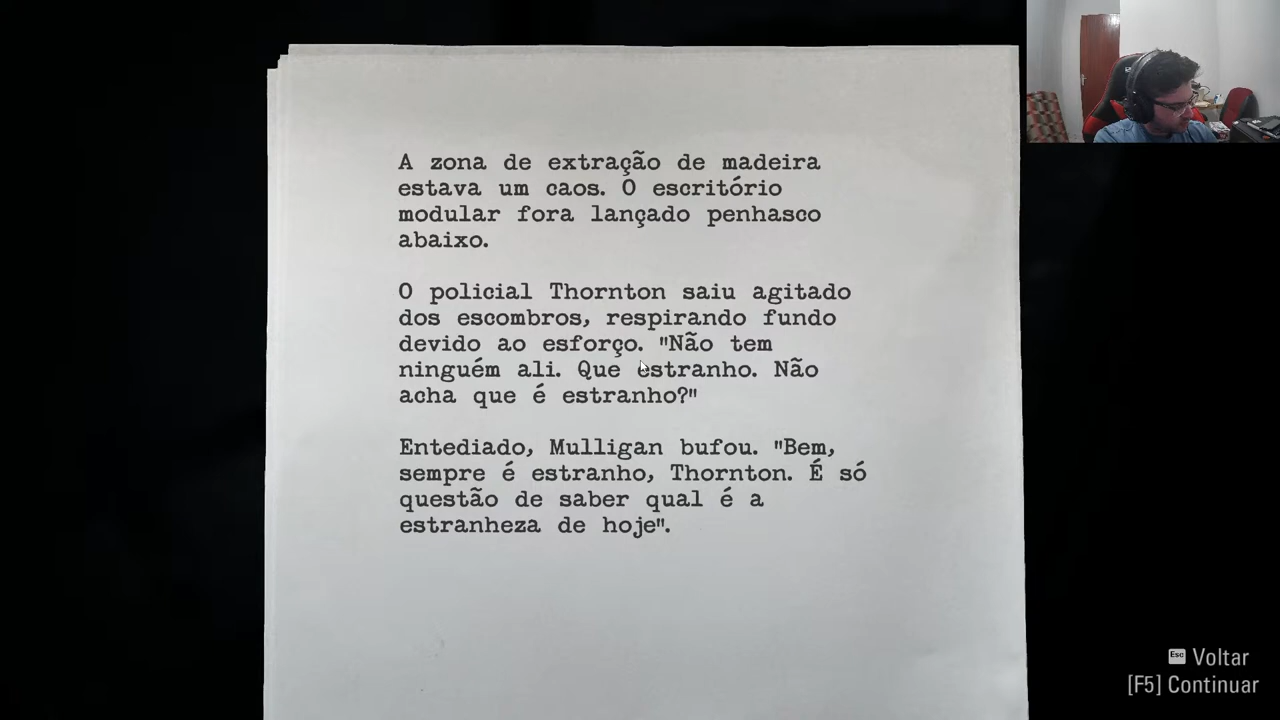 A zona de extração de madeira
estava um caos. O escritório
modular fora lançado penhasco
abaixo.
O policial Thornton saiu agitado
dos escombros, respirando fundo
devido ao esforço. "Não tem
ninguém ali. Que estranho. Não
acha que é estranho?"
Entediado, Mulligan bufou. "Bem,
sempre é estranho, Thornton. É só
questão de saber qual é a
estranheza de hoje".
Esc Voltar
[F5] Continuar